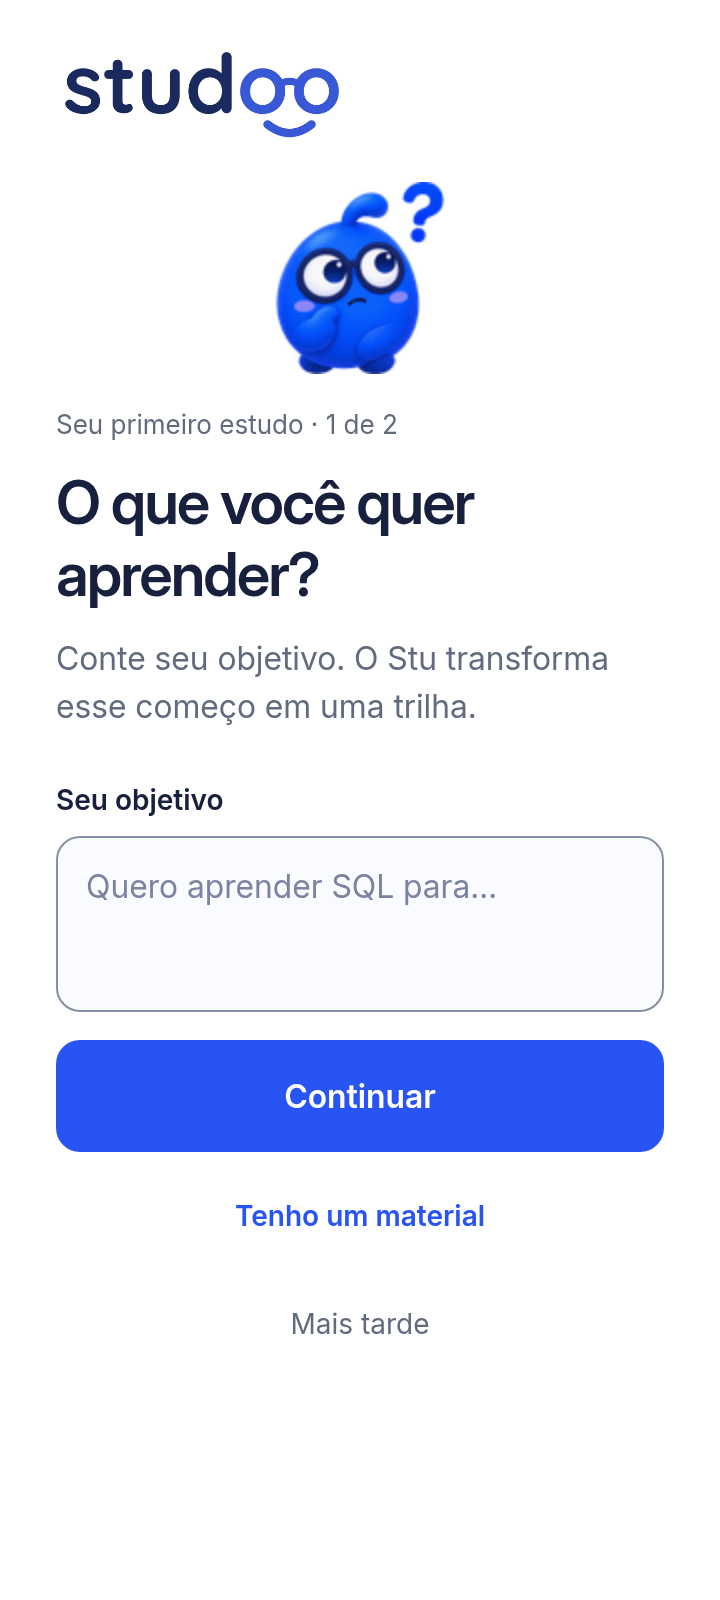 studoo
?
Seu primeiro estudo · 1 de 2
O que você quer
aprender?
Conte seu objetivo. O Stu transforma
esse começo em uma trilha.
Seu objetivo
Quero aprender SQL para...
Continuar
Tenho um material
Mais tarde